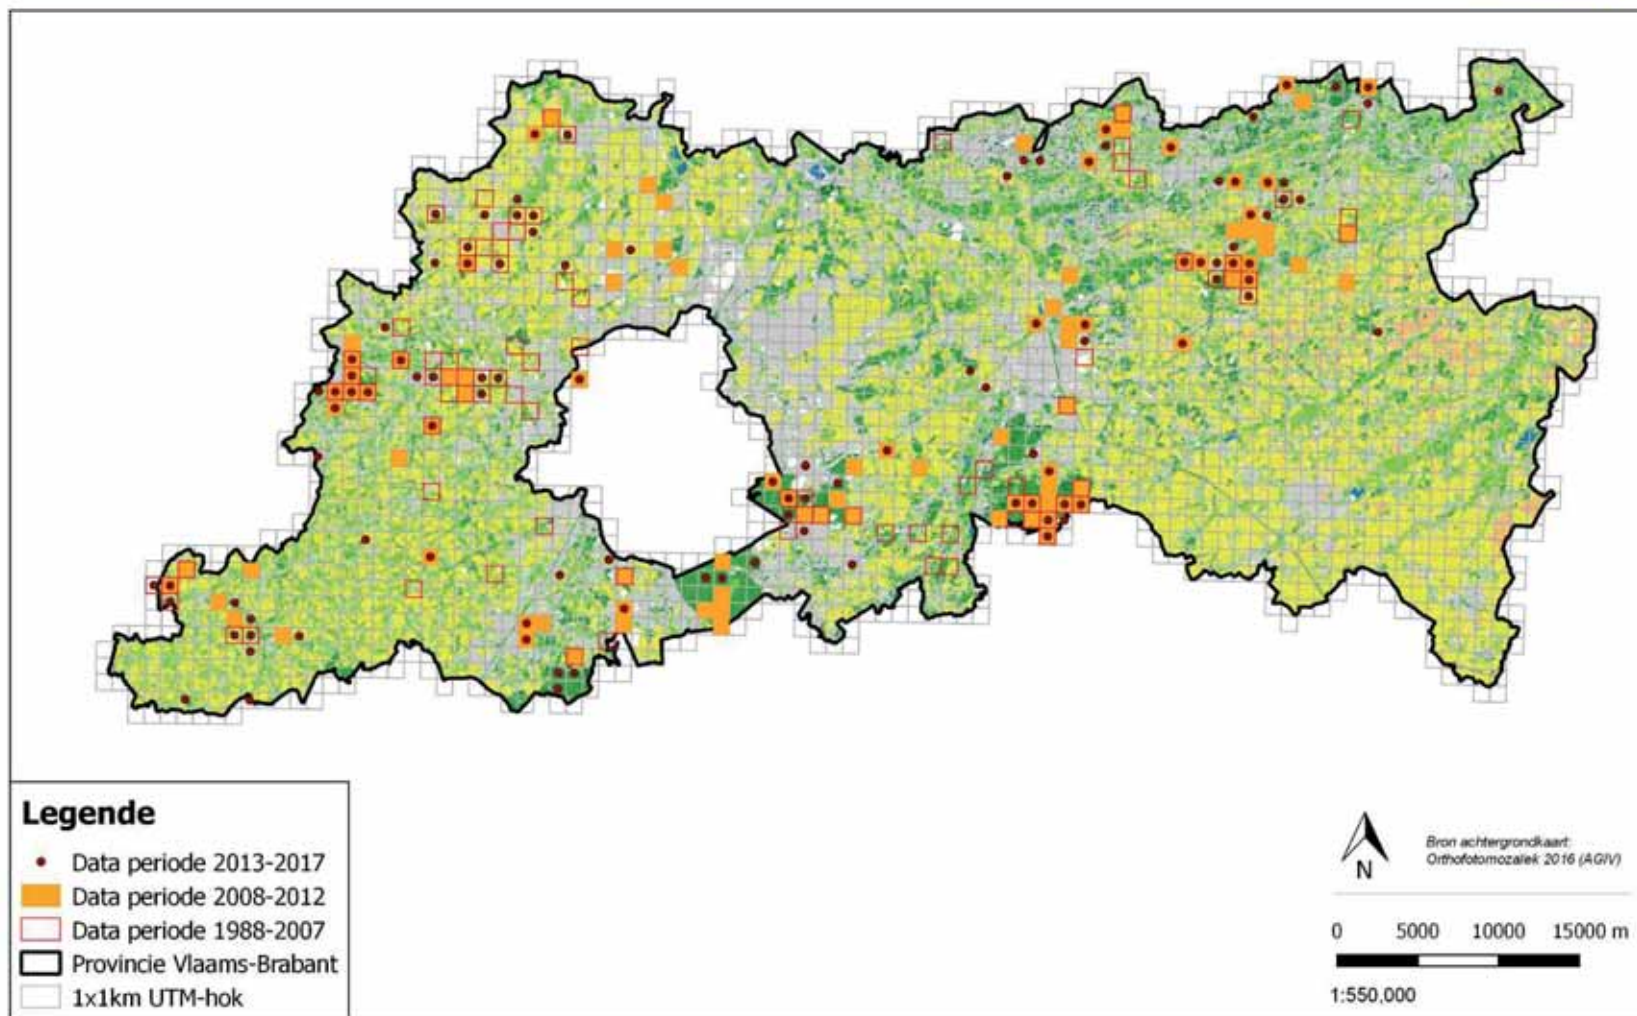 Legende
Data periode 2013-2017
Data periode 2008-2012
Data periode 1988-2007
Provincie Vlaams-Brabant
1x1km UTM-hok
N
Bron achtergrondkaart:
Orthofotomozaïek 2016 (AGIV)
0 5000 10000 15000 m
1:550,000